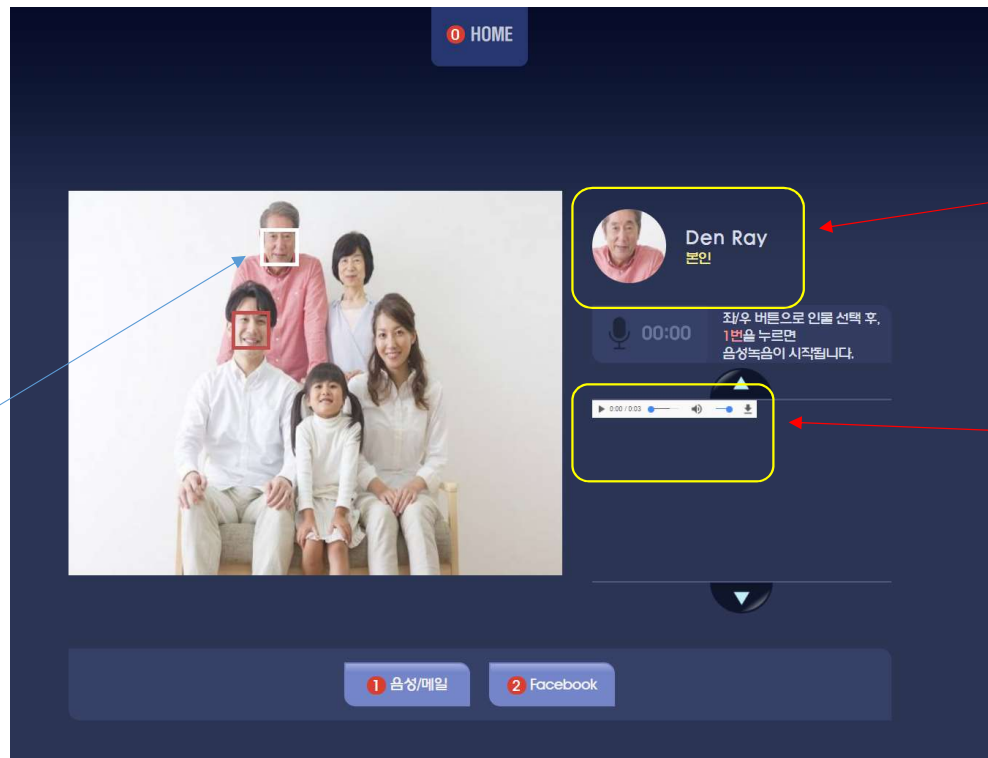 0 HOME
Den Ray
본인
00:00
좌/우 버튼으로 인물 선택 후,
1번을 누르면
음성녹음이 시작됩니다.
0:00 / 0:03
1 음성/메일
2 Facebook